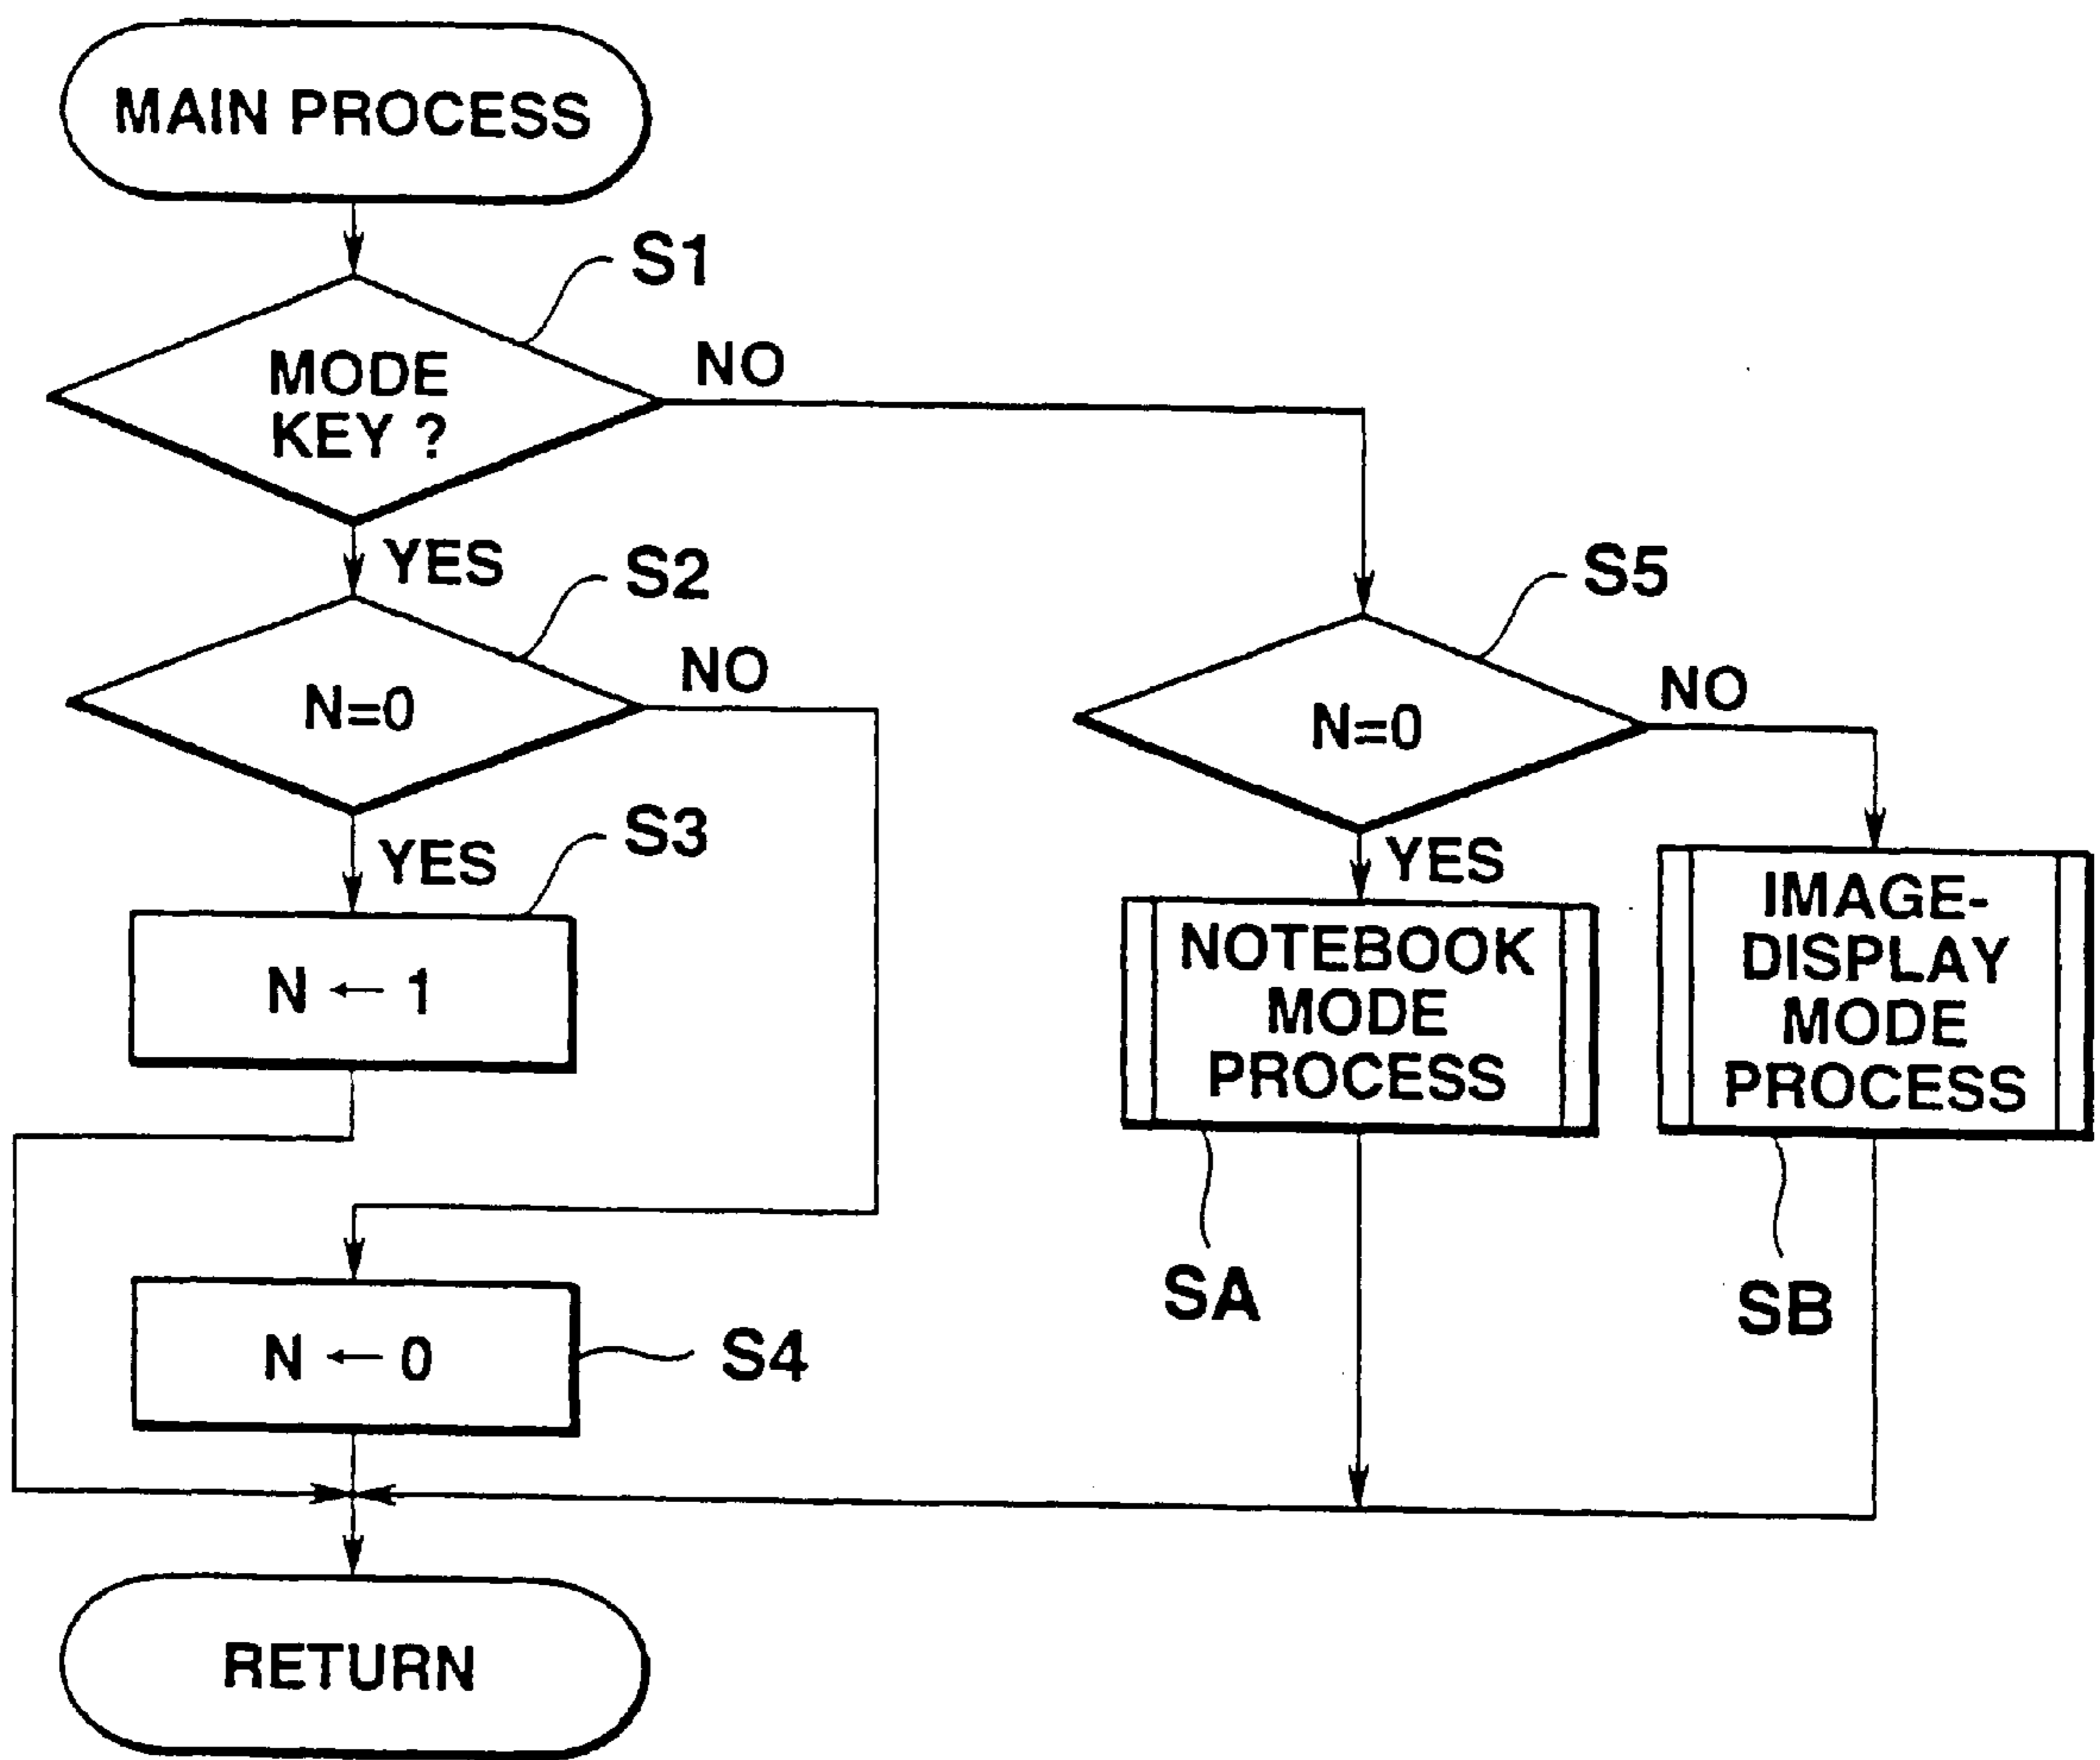 MAIN PROCESS
S1
MODE
KEY ?
NO
YES
S2
N=0
NO
YES
S3
N ← 1
N ← 0
S4
S5
N=0
NO
YES
NOTEBOOK
MODE
PROCESS
SA
IMAGE-
DISPLAY
MODE
PROCESS
SB
RETURN